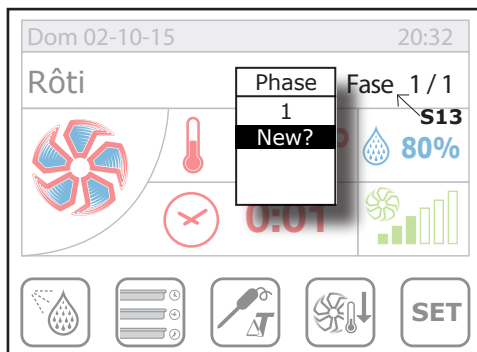 Dom 02-10-15 20:32
Rôti
Phase
Fase 1 / 1
1
S13
New?
80%
0:01
SET